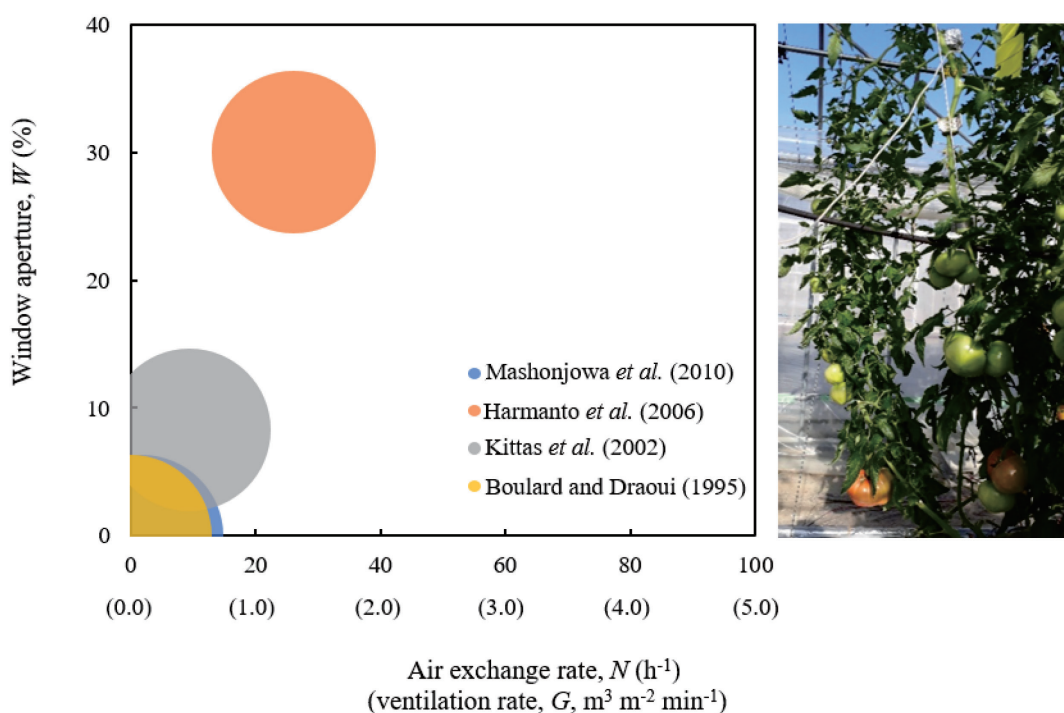 40
30
20
10
0
Window aperture, W (%)
Mashonjowa et al. (2010)
Harmanto et al. (2006)
Kittas et al. (2002)
Boulard and Draoui (1995)
0 20 40 60 80 100
(0.0) (1.0) (2.0) (3.0) (4.0) (5.0)
Air exchange rate, N (h⁻¹)
(ventilation rate, G, m³ m⁻² min⁻¹)